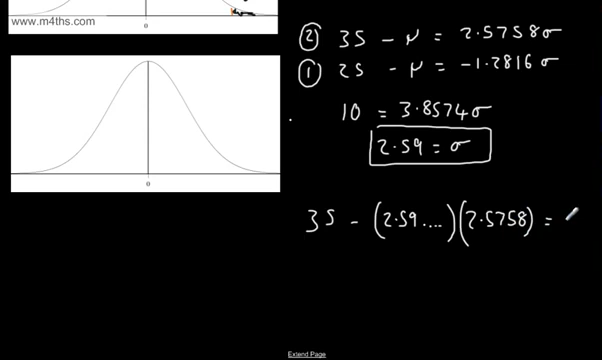 www.m4ths.com
0
0
② 35 - μ = 2.5758σ
① 25 - μ = -1.2816σ
10 = 3.8574σ
2.59 = σ
35 - (2.59....)(2.5758) =
Extend Page